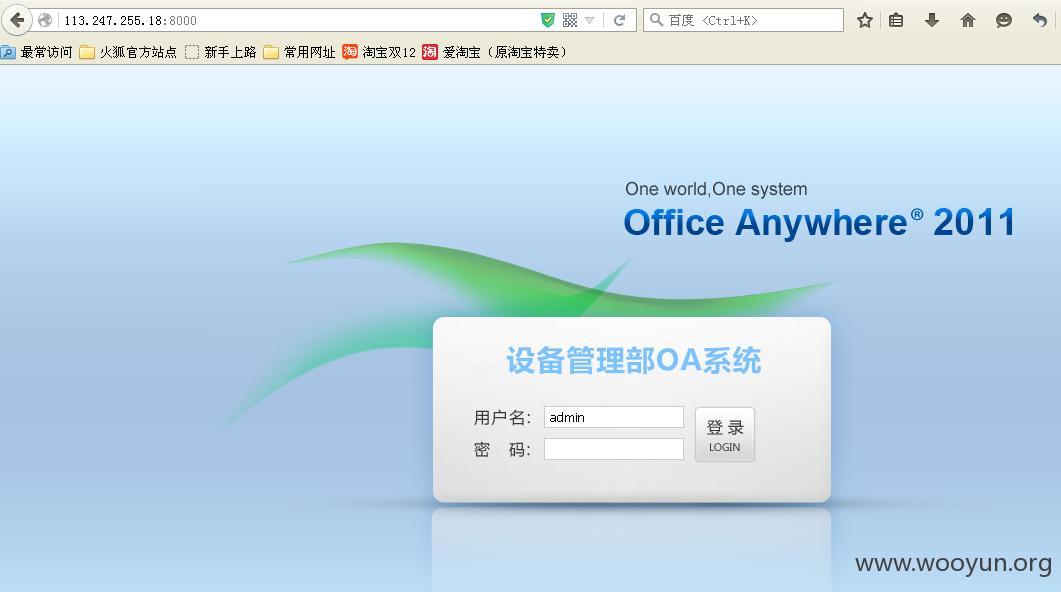 113.247.255.18:8000
百度 <Ctrl+K>
最常访问 火狐官方站点 新手上路 常用网址 淘宝双12 爱淘宝（原淘宝特卖）
One world,One system
Office Anywhere® 2011
设备管理部OA系统
用户名： admin
密 码：
登 录
LOGIN
www.wooyun.org